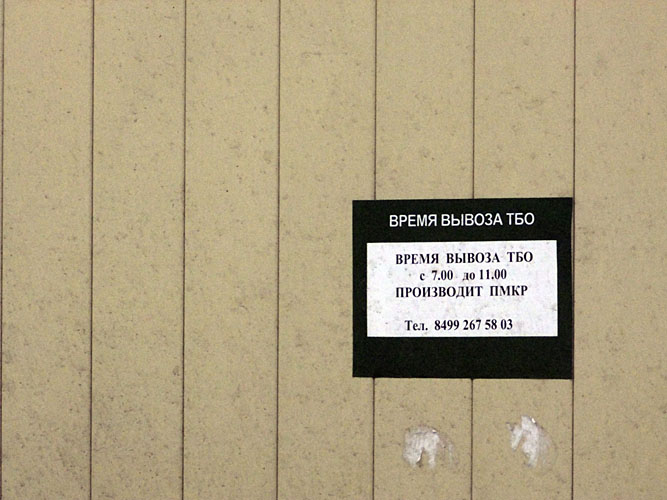 ВРЕМЯ ВЫВОЗА ТБО
ВРЕМЯ ВЫВОЗА ТБО
с 7.00 до 11.00
ПРОИЗВОДИТ ПМКР
Тел. 8499 267 58 03